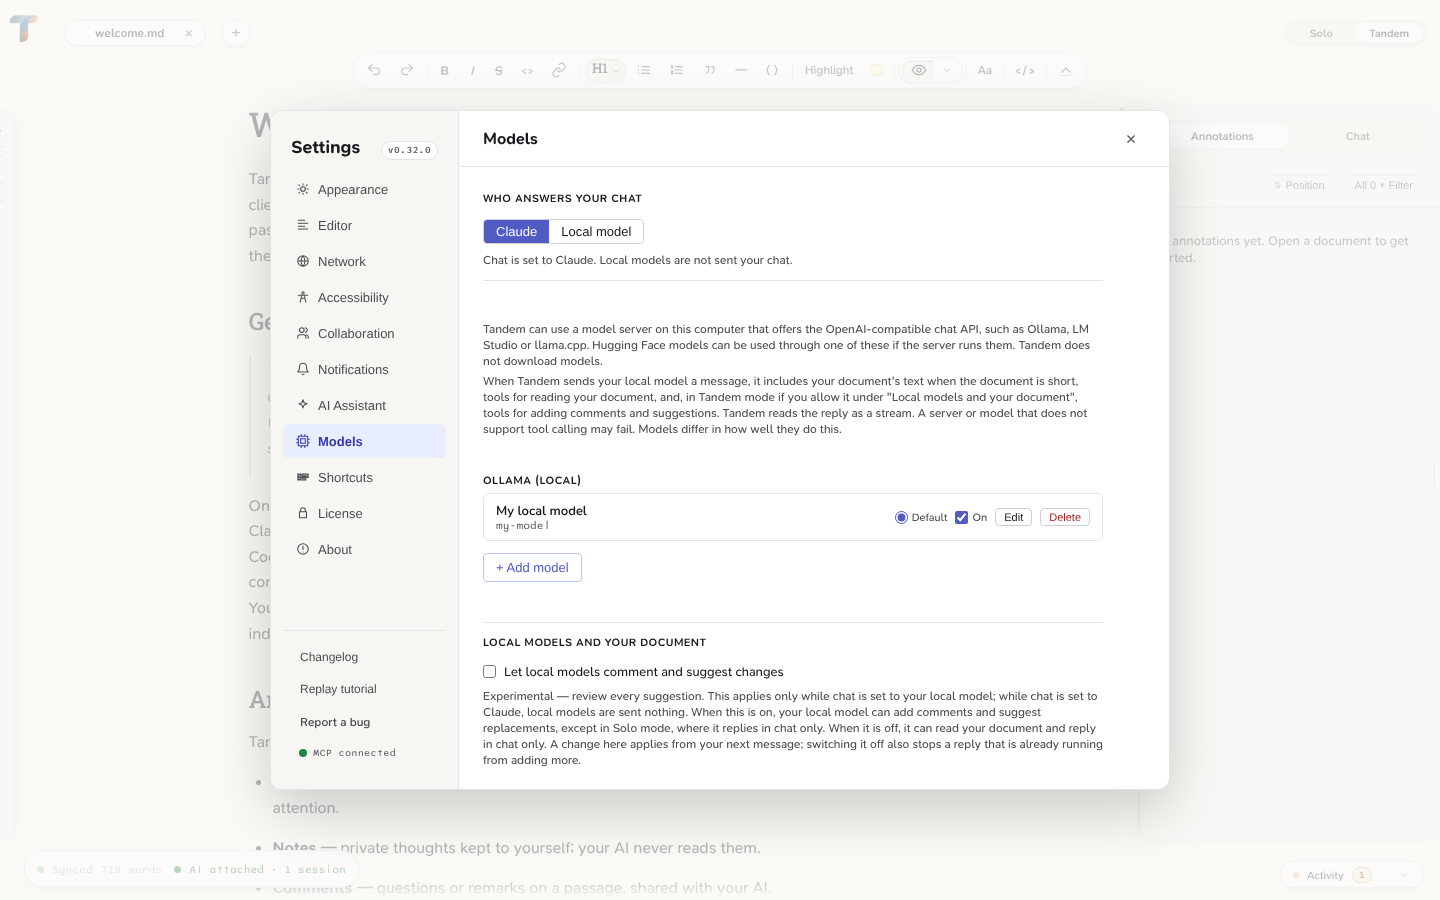 welcome.md
Solo
Tandem
B I S <> H1 Highlight Aa </>
Settings
v0.32.0
Appearance
Editor
Network
Accessibility
Collaboration
Notifications
AI Assistant
Models
Shortcuts
License
About
Changelog
Replay tutorial
Report a bug
MCP connected
Models
WHO ANSWERS YOUR CHAT
Claude
Local model
Chat is set to Claude. Local models are not sent your chat.
Tandem can use a model server on this computer that offers the OpenAI-compatible chat API, such as Ollama, LM
Studio or llama.cpp. Hugging Face models can be used through one of these if the server runs them. Tandem does
not download models.
When Tandem sends your local model a message, it includes your document's text when the document is short,
tools for reading your document, and, in Tandem mode if you allow it under "Local models and your document",
tools for adding comments and suggestions. Tandem reads the reply as a stream. A server or model that does not
support tool calling may fail. Models differ in how well they do this.
OLLAMA (LOCAL)
My local model
my-model
Default
On
Edit
Delete
+ Add model
LOCAL MODELS AND YOUR DOCUMENT
Let local models comment and suggest changes
Experimental — review every suggestion. This applies only while chat is set to your local model; while chat is set to
Claude, local models are sent nothing. When this is on, your local model can add comments and suggest
replacements, except in Solo mode, where it replies in chat only. When it is off, it can read your document and reply
in chat only. A change here applies from your next message; switching it off also stops a reply that is already running
from adding more.
Annotations
Chat
Position
All 0
Filter
annotations yet. Open a document to get
attention.
Notes — private thoughts kept to yourself; your AI never reads them.
Comments — questions or remarks on a passage, shared with your AI.
Synced 718 words
AI attached · 1 session
Activity
1